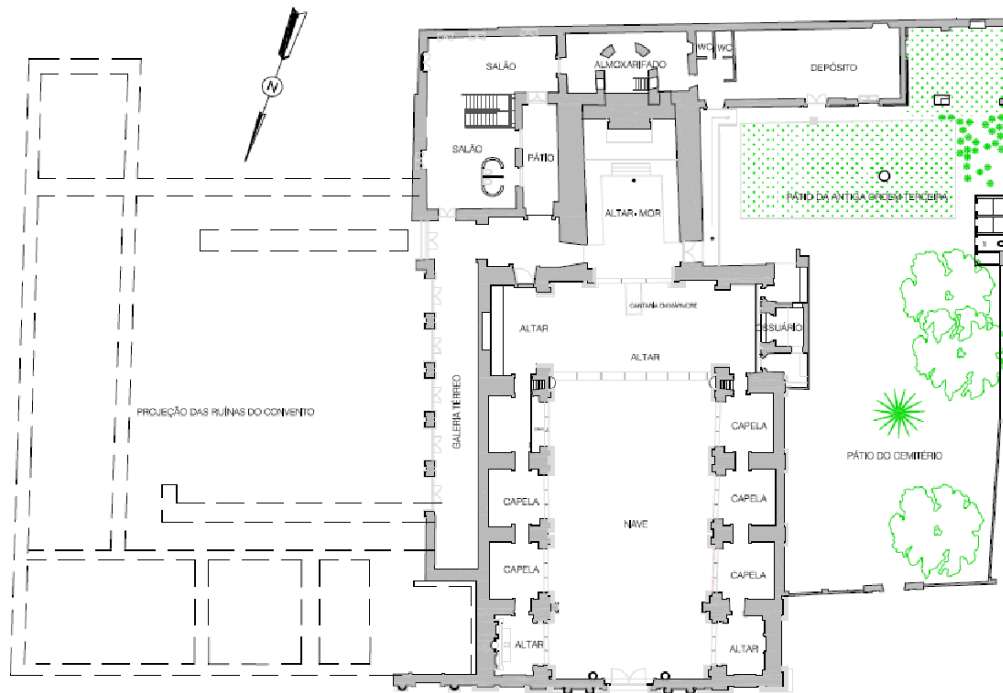 N
SALÃO
ALMOXARIFADO
WC
WC
DEPÓSITO
SALÃO
PÁTIO
ALTAR-MOR
PÁTIO DA ANTIGA ORDEM TERCEIRA
CANTARIA EM MÁRMORE
ALTAR
OSSUÁRIO
ALTAR
PROJEÇÃO DAS RUÍNAS DO CONVENTO
GALERIA TÉRREO
CAPELA
PÁTIO DO CEMITÉRIO
CAPELA
CAPELA
NAVE
CAPELA
CAPELA
ALTAR
ALTAR